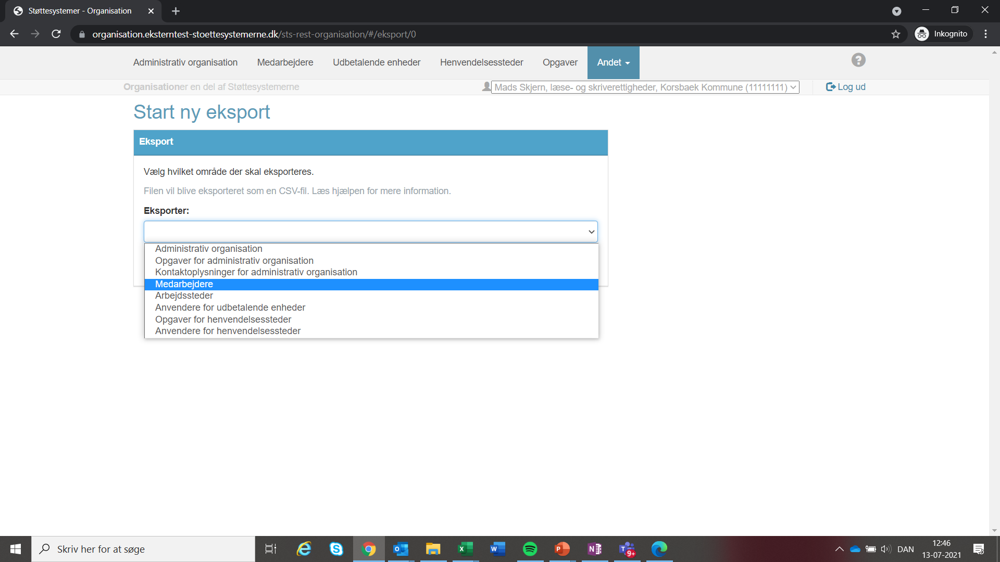 Støttesystemer - Organisation
organisation.eksterntest-stoettesystemerne.dk/sts-rest-organisation/#/eksport/0
Inkognito
Administrativ organisation Medarbejdere Udbetalende enheder Henvendelsessteder Opgaver Andet
Organisationer en del af Støttesystemerne
Mads Skjern, læse- og skriverettigheder, Korsbaek Kommune (11111111)
Log ud
Start ny eksport
Eksport
Vælg hvilket område der skal eksporteres.
Filen vil blive eksporteret som en CSV-fil. Læs hjælpen for mere information.
Eksporter:
Administrativ organisation
Opgaver for administrativ organisation
Kontaktoplysninger for administrativ organisation
Medarbejdere
Arbejdssteder
Anvendere for udbetalende enheder
Opgaver for henvendelsessteder
Anvendere for henvendelsessteder
Skriv her for at søge
9+
DAN
12:46
13-07-2021